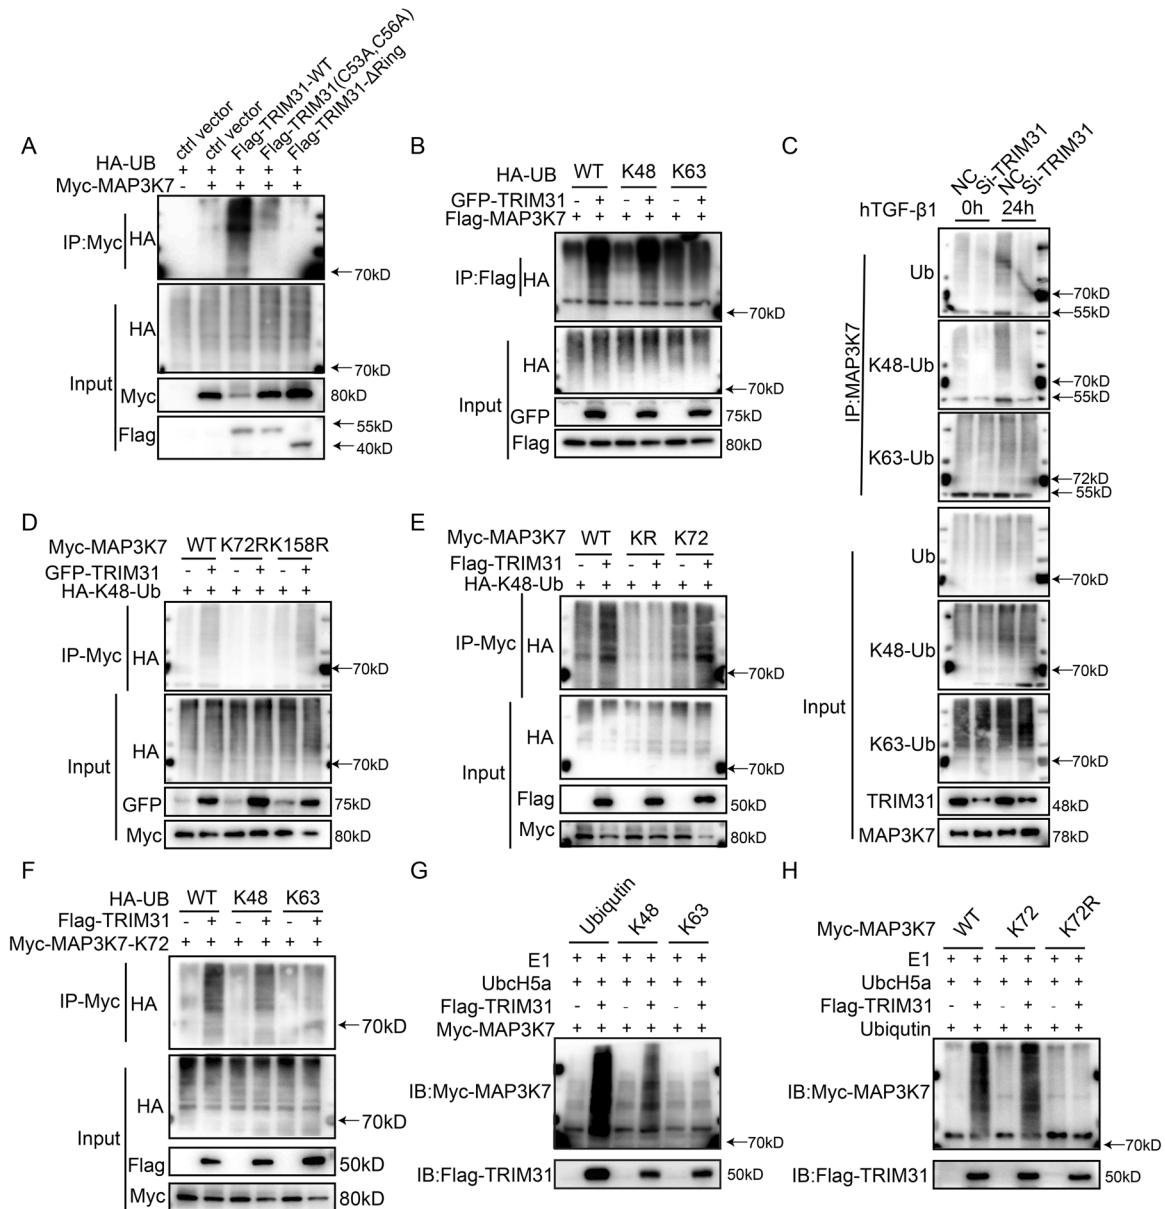 A
ctrl vector
ctrl vector
Flag-TRIM31-WT
Flag-TRIM31(C53A,C56A)
Flag-TRIM31-ΔRing
HA-UB + + + + +
Myc-MAP3K7 - + + + +
IP:Myc HA
70kD
HA
70kD
Input
Myc 80kD
Flag 55kD
40kD
B
HA-UB WT K48 K63
GFP-TRIM31 - + - + - +
Flag-MAP3K7 + + + + + +
IP:Flag HA
70kD
HA
70kD
Input
GFP 75kD
Flag 80kD
C
NC
Si-TRIM31
NC
Si-TRIM31
hTGF-β1 0h 24h
IP:MAP3K7
Ub
70kD
55kD
K48-Ub
70kD
55kD
K63-Ub
72kD
55kD
Input
Ub
70kD
K48-Ub
70kD
K63-Ub
70kD
TRIM31 48kD
MAP3K7 78kD
D
Myc-MAP3K7 WT K72R K158R
GFP-TRIM31 - + - + - +
HA-K48-Ub + + + + + +
IP-Myc HA
70kD
HA
Input
70kD
GFP 75kD
Myc 80kD
E
Myc-MAP3K7 WT KR K72
Flag-TRIM31 - + - + - +
HA-K48-Ub + + + + + +
IP-Myc HA
70kD
HA
Input
70kD
Flag 50kD
Myc 80kD
F
HA-UB WT K48 K63
Flag-TRIM31 - + - + - +
Myc-MAP3K7-K72 + + + + + +
IP-Myc HA
70kD
HA
70kD
Input
Flag 50kD
Myc 80kD
G
Ubiqutin
K48
K63
E1 + + + + + +
UbcH5a + + + + + +
Flag-TRIM31 - + - + - +
Myc-MAP3K7 + + + + + +
IB:Myc-MAP3K7
70kD
IB:Flag-TRIM31 50kD
H
Myc-MAP3K7 WT K72 K72R
E1 + + + + + +
UbcH5a + + + + + +
Flag-TRIM31 - + - + - +
Ubiqutin + + + + + +
IB:Myc-MAP3K7
70kD
IB:Flag-TRIM31 50kD